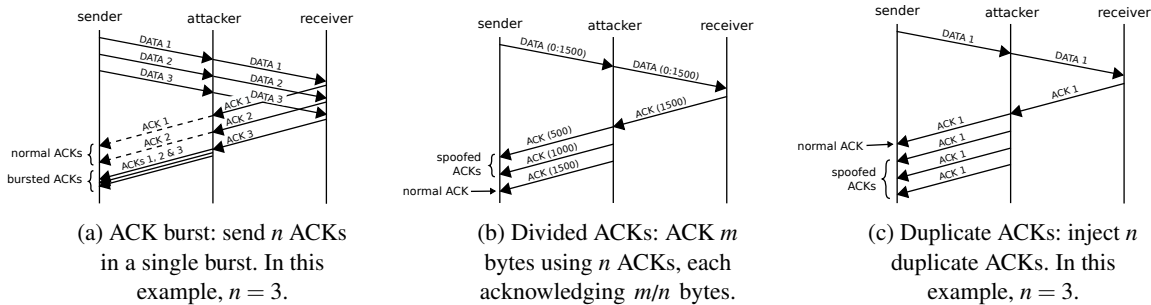 sender attacker receiver
DATA 1
DATA 2
DATA 3
DATA 1
DATA 2
DATA 3
ACK 1
ACK 2
ACK 3
ACK 1
ACK 2
ACKs 1, 2 & 3
normal ACKs
bursted ACKs
(a) ACK burst: send n ACKs
in a single burst. In this
example, n = 3.
sender attacker receiver
DATA (0:1500)
DATA (0:1500)
ACK (1500)
ACK (500)
ACK (1000)
ACK (1500)
spoofed
ACKs
normal ACK
(b) Divided ACKs: ACK m
bytes using n ACKs, each
acknowledging m/n bytes.
sender attacker receiver
DATA 1
DATA 1
ACK 1
ACK 1
ACK 1
ACK 1
ACK 1
normal ACK
spoofed
ACKs
(c) Duplicate ACKs: inject n
duplicate ACKs. In this
example, n = 3.